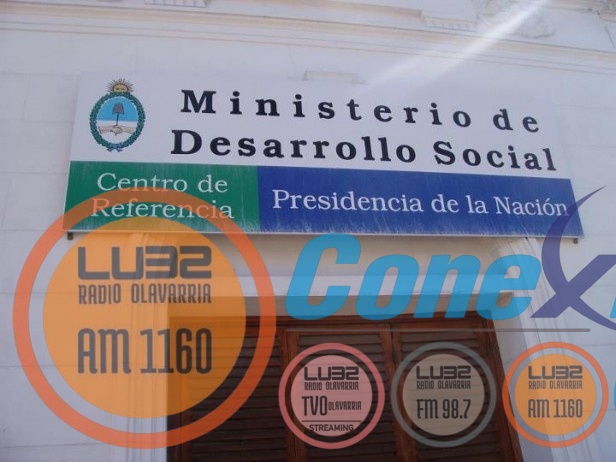 Ministerio de
Desarrollo Social
Centro de
Referencia
Presidencia de la Nación
LU32
RADIO OLAVARRIA
AM 1160
Conex
LU32
RADIO OLAVARRIA
TVO OLAVARRIA
STREAMING
LU32
RADIO OLAVARRIA
FM 98.7
LU32
RADIO OLAVARRIA
AM 1160